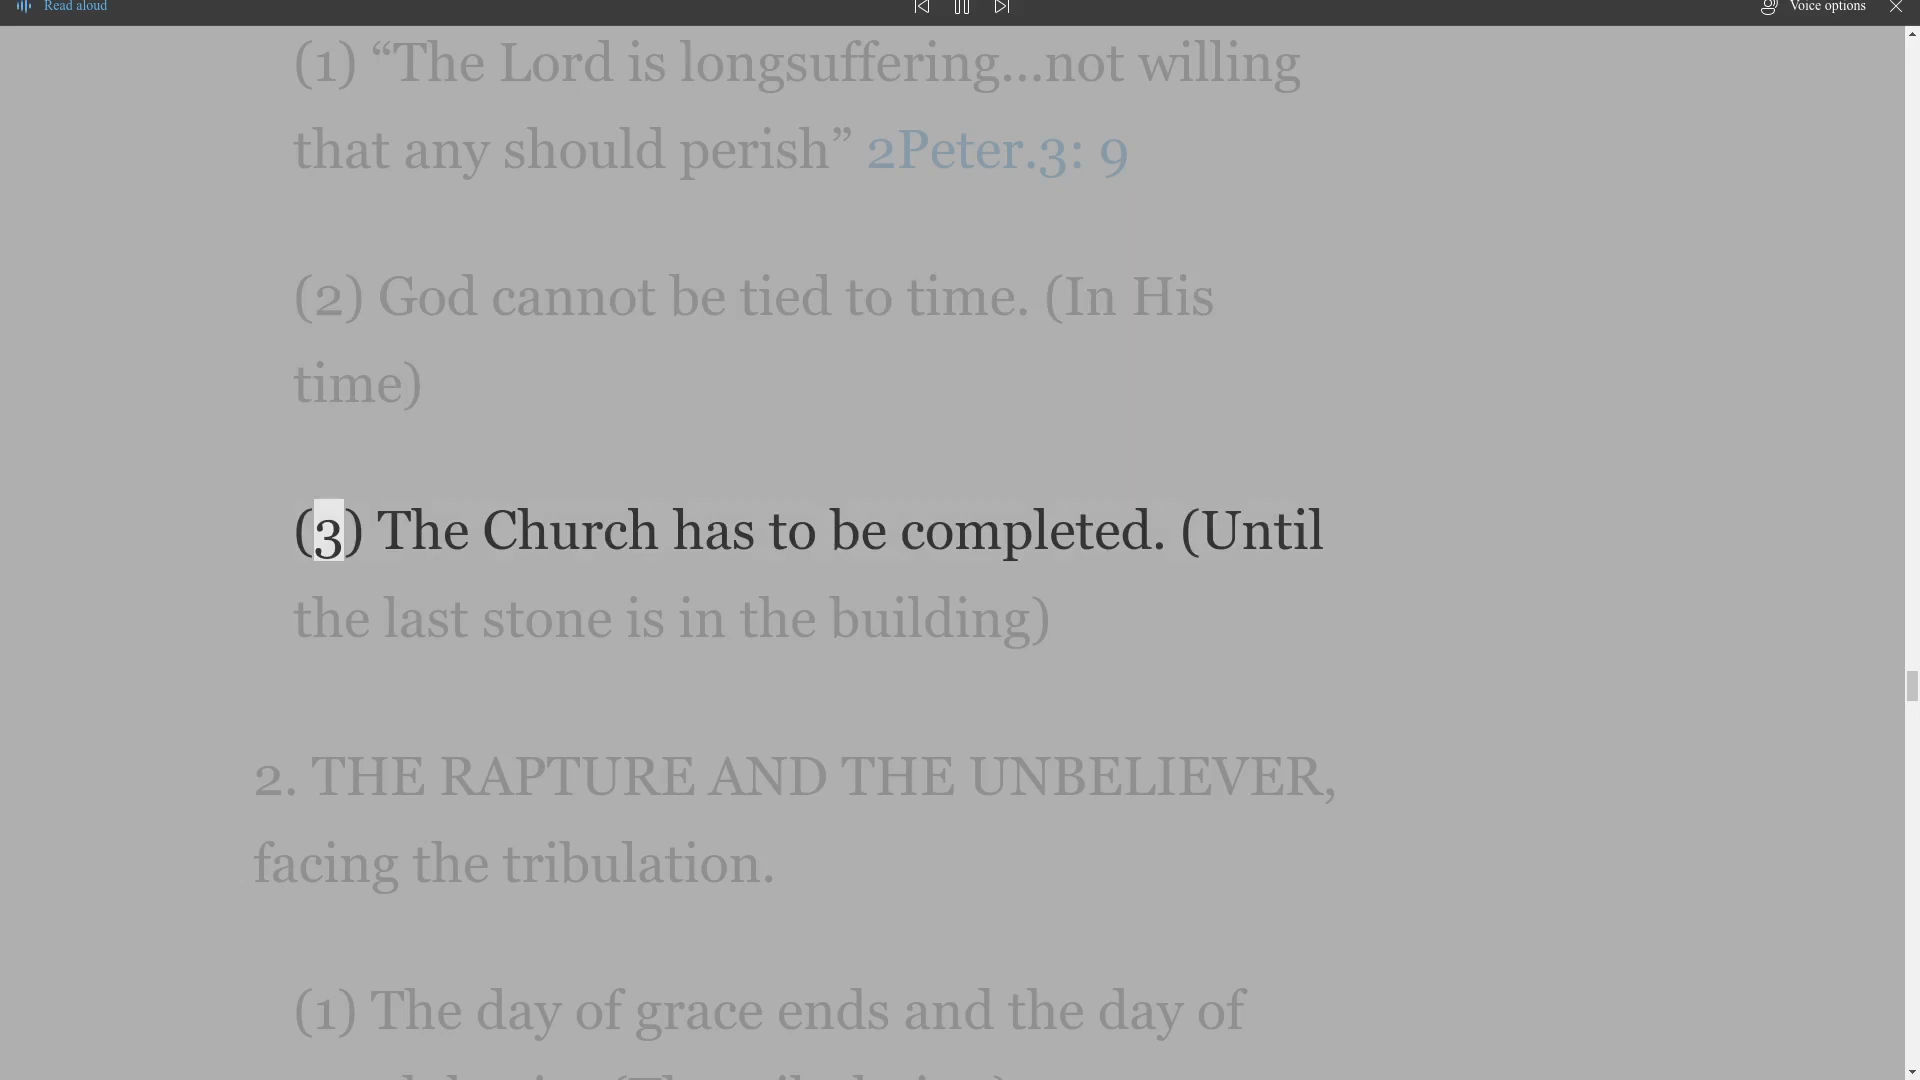 Read aloud
Voice options
(1) “The Lord is longsuffering...not willing
that any should perish” 2Peter.3: 9
(2) God cannot be tied to time. (In His
time)
(3) The Church has to be completed. (Until
the last stone is in the building)
2. THE RAPTURE AND THE UNBELIEVER,
facing the tribulation.
(1) The day of grace ends and the day of